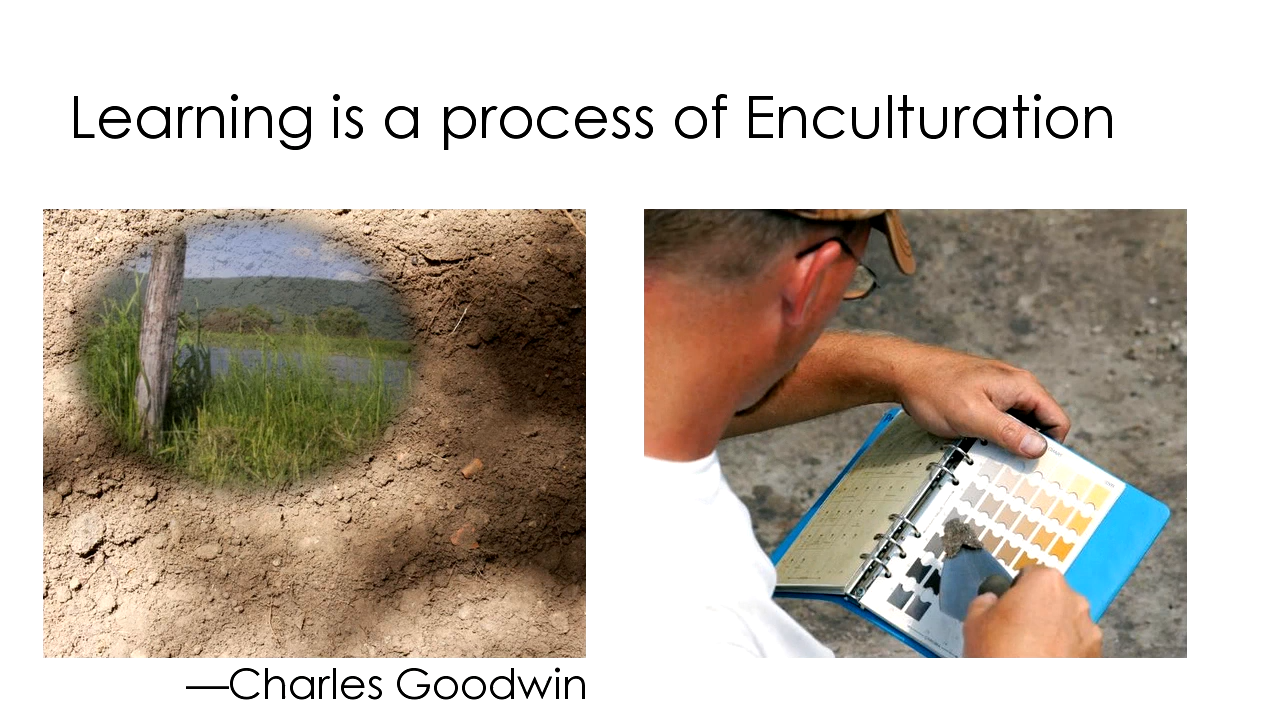 Learning is a process of Enculturation
—Charles Goodwin